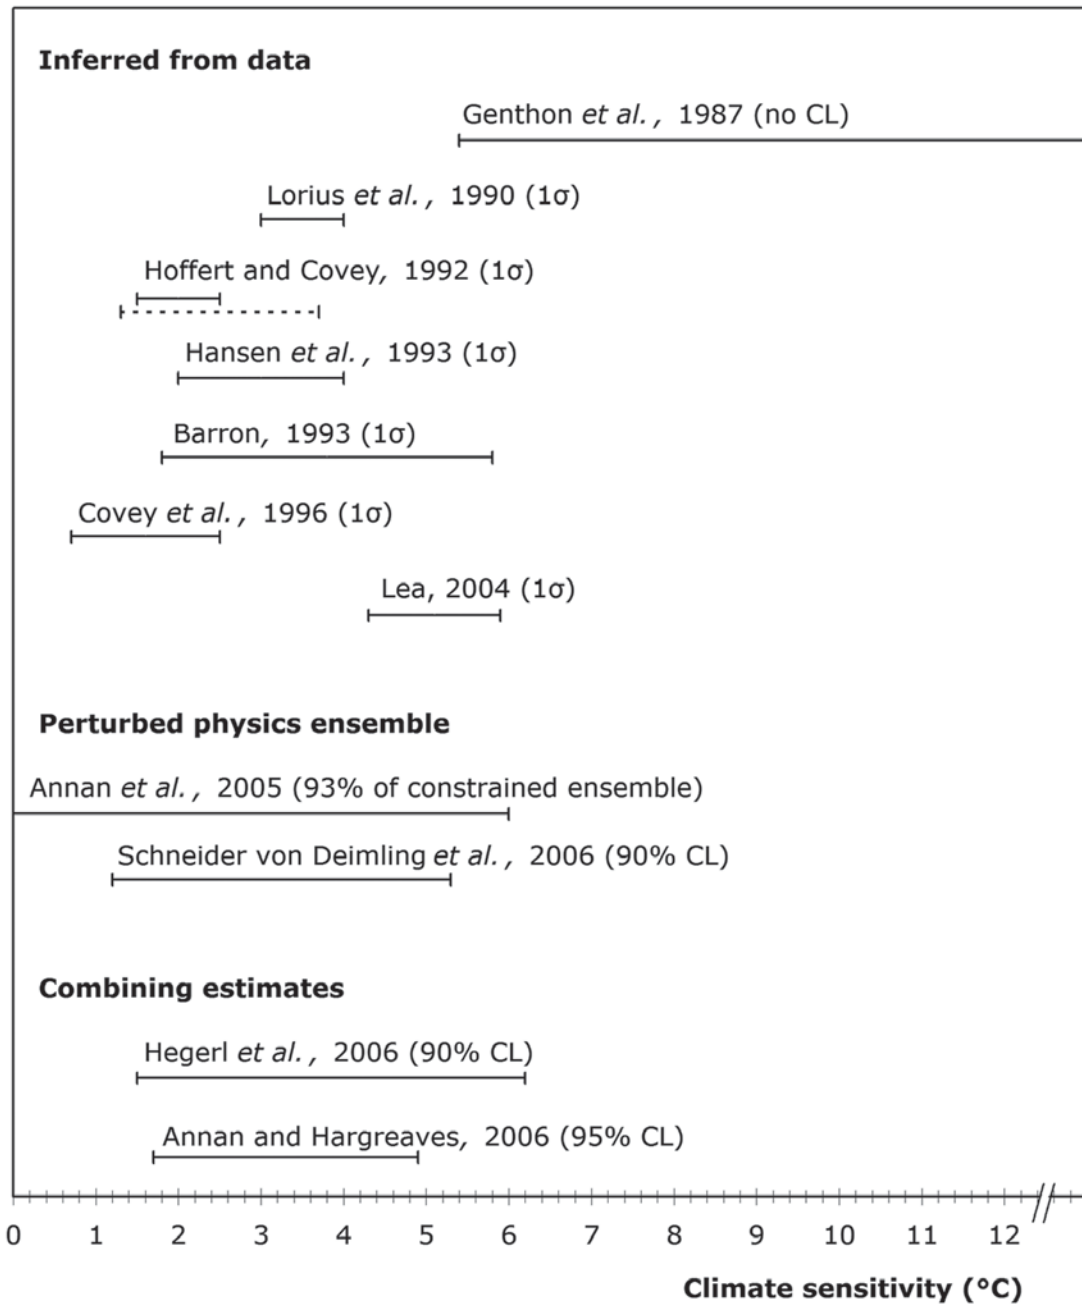 Inferred from data
Genthon et al., 1987 (no CL)
Lorius et al., 1990 (1σ)
Hoffert and Covey, 1992 (1σ)
Hansen et al., 1993 (1σ)
Barron, 1993 (1σ)
Covey et al., 1996 (1σ)
Lea, 2004 (1σ)
Perturbed physics ensemble
Annan et al., 2005 (93% of constrained ensemble)
Schneider von Deimling et al., 2006 (90% CL)
Combining estimates
Hegerl et al., 2006 (90% CL)
Annan and Hargreaves, 2006 (95% CL)
0 1 2 3 4 5 6 7 8 9 10 11 12
Climate sensitivity (°C)